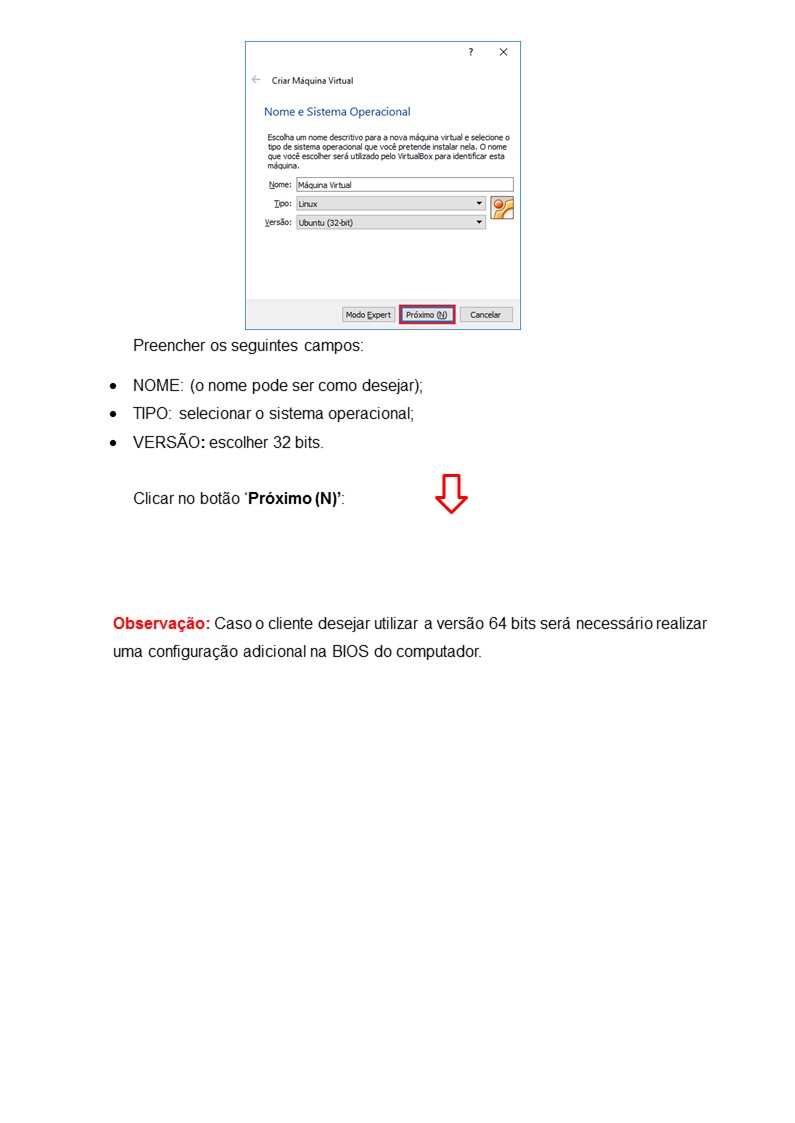 ?
Criar Máquina Virtual
Nome e Sistema Operacional
Escolha um nome descritivo para a nova máquina virtual e selecione o
tipo de sistema operacional que você pretende instalar nela. O nome
que você escolher será utilizado pelo VirtualBox para identificar esta
máquina.
Nome: Máquina Virtual
Tipo: Linux
Versão: Ubuntu (32-bit)
Modo Expert Próximo (N) Cancelar
Preencher os seguintes campos:
• NOME: (o nome pode ser como desejar);
• TIPO: selecionar o sistema operacional;
• VERSÃO: escolher 32 bits.
Clicar no botão ‘Próximo (N)’:
Observação: Caso o cliente desejar utilizar a versão 64 bits será necessário realizar
uma configuração adicional na BIOS do computador.